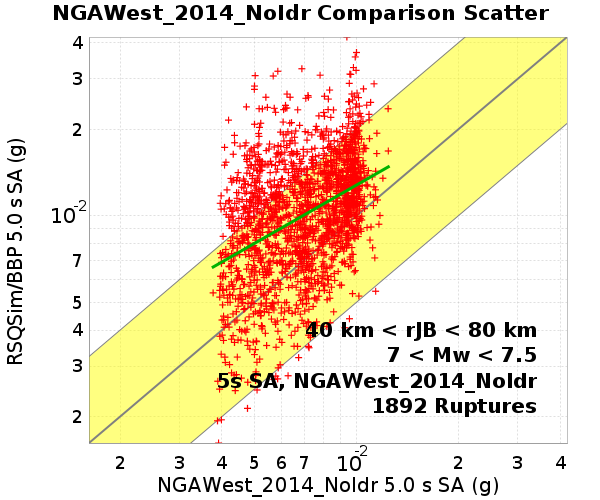 NGAWest_2014_NoIdr Comparison Scatter
RSQSim/BBP 5.0 s SA (g)
4
3
2
10^-2
7
5
4
3
2
40 km < rJB < 80 km
7 < Mw < 7.5
5s SA, NGAWest_2014_NoIdr
1892 Ruptures
2 3 4 5 6 7 10^-2 2 3 4
NGAWest_2014_NoIdr 5.0 s SA (g)